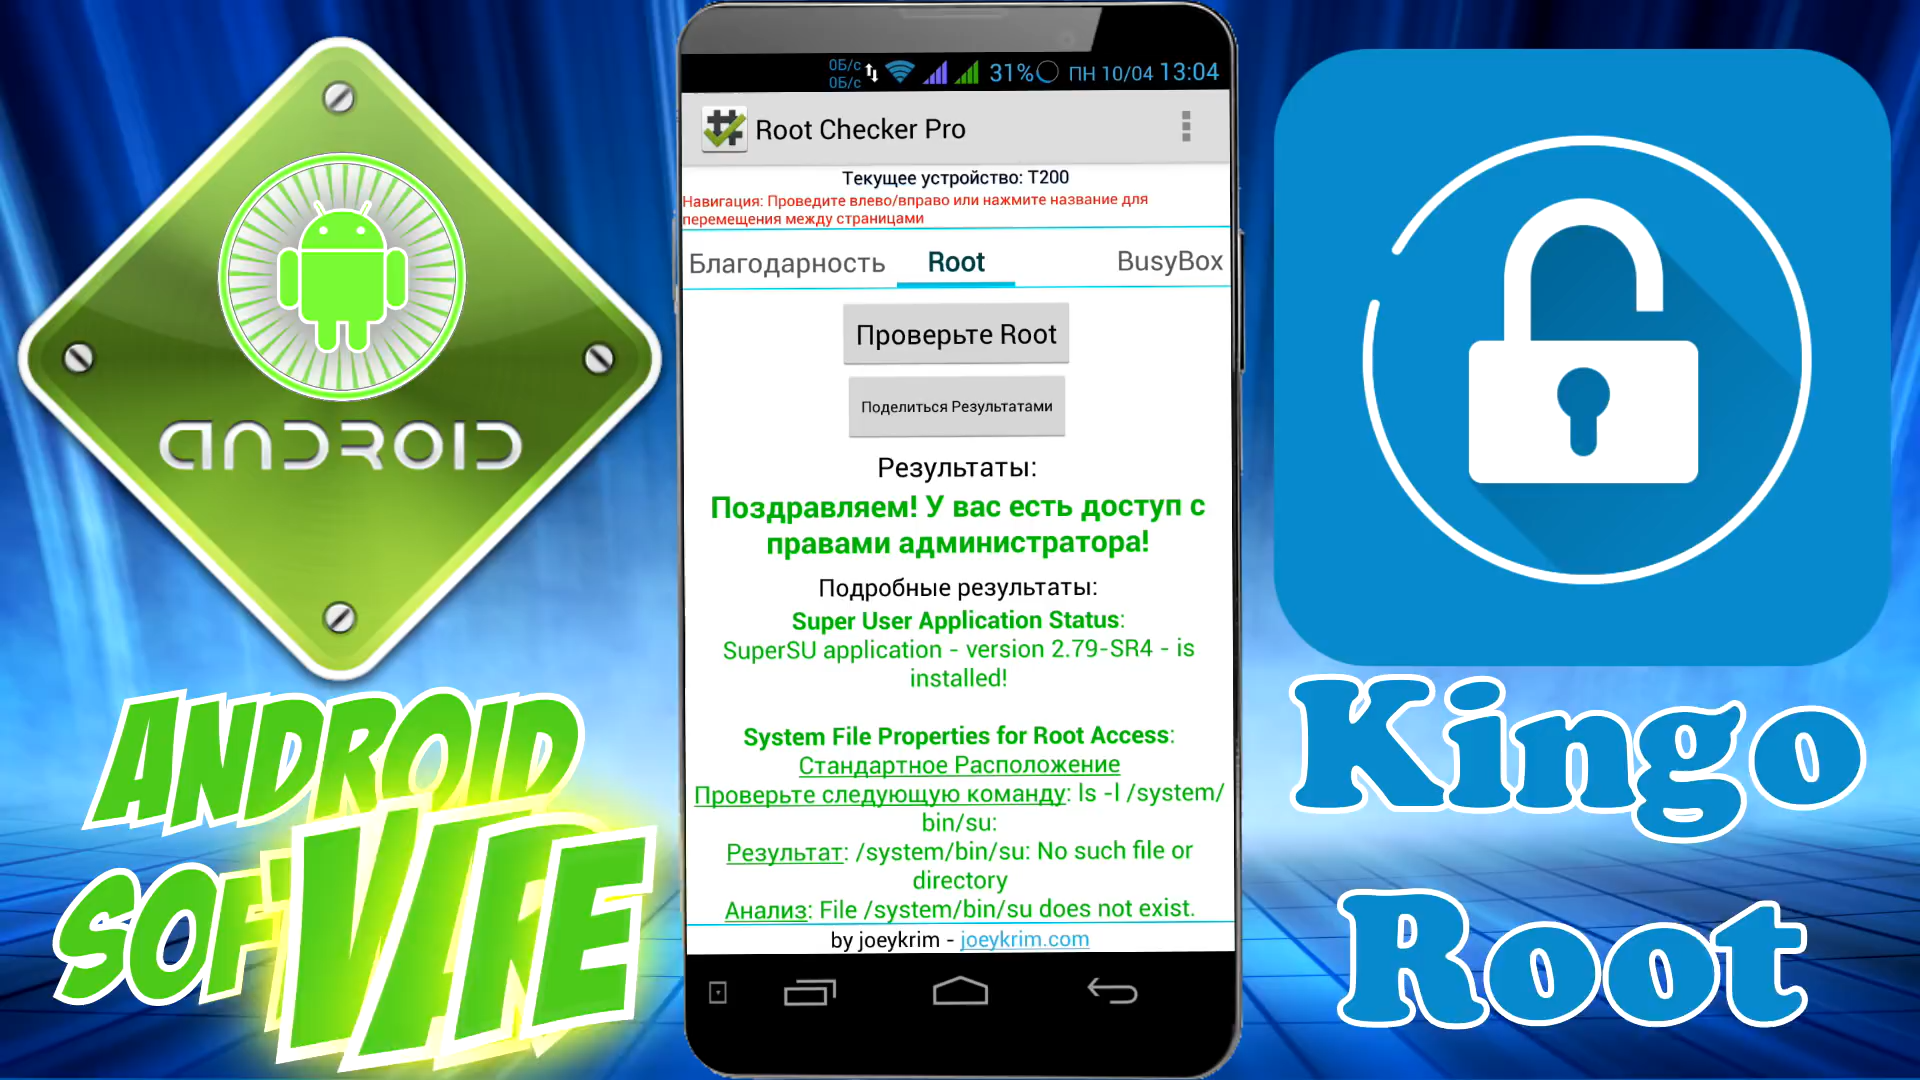 ANDROID
ANDROID
SOFTWARE
0Б/с
0Б/с
31%
ПН 10/04 13:04
Root Checker Pro
Текущее устройство: T200
Навигация: Проведите влево/вправо или нажмите название для
перемещения между страницами
Благодарность
Root
BusyBox
Проверьте Root
Поделиться Результатами
Результаты:
Поздравляем! У вас есть доступ с
правами администратора!
Подробные результаты:
Super User Application Status:
SuperSU application - version 2.79-SR4 - is
installed!
System File Properties for Root Access:
Стандартное Расположение
Проверьте следующую команду: ls -l /system/
bin/su:
Результат: /system/bin/su: No such file or
directory
Анализ: File /system/bin/su does not exist.
by joeykrim - joeykrim.com
Kingo
Root